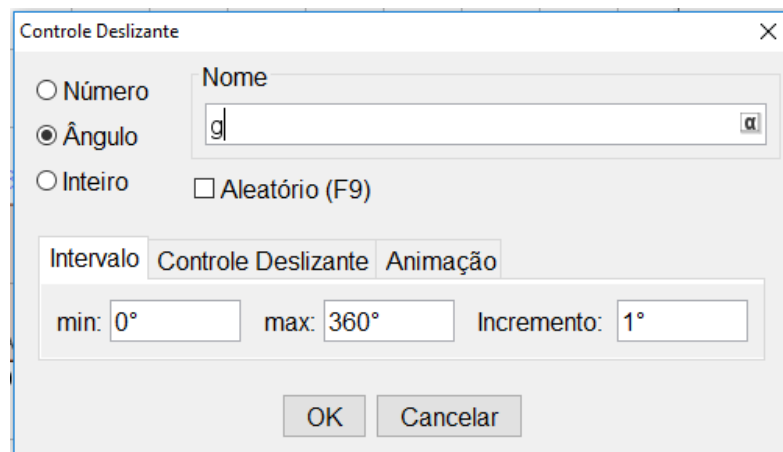 Controle Deslizante
Número
Ângulo
Inteiro
Nome
g
α
Aleatório (F9)
Intervalo Controle Deslizante Animação
min: 0° max: 360° Incremento: 1°
OK Cancelar